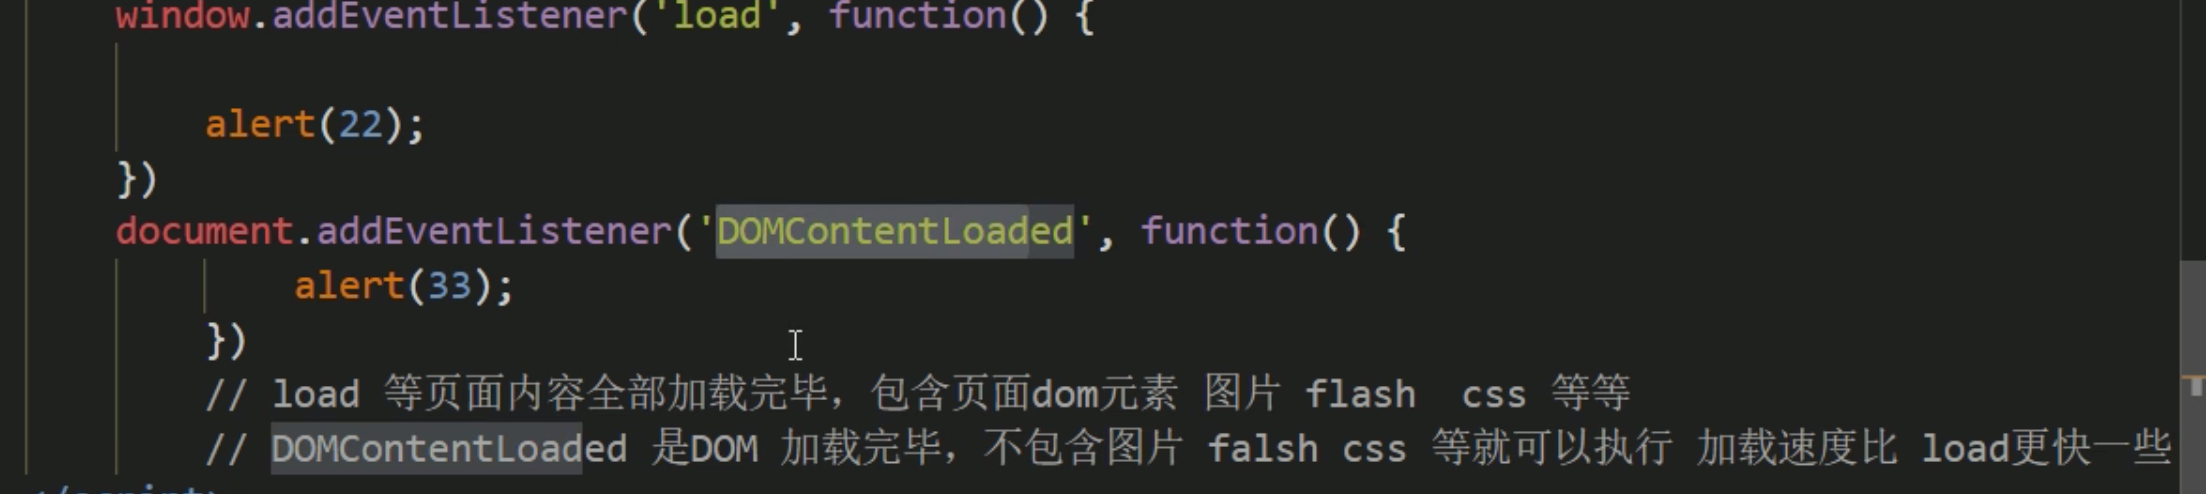 window.addEventListener('load', function() {
alert(22);
})
document.addEventListener('DOMContentLoaded', function() {
alert(33);
})
// load 等页面内容全部加载完毕，包含页面dom元素 图片 flash  css 等等
// DOMContentLoaded 是DOM 加载完毕，不包含图片 falsh css 等就可以执行 加载速度比 load更快一些